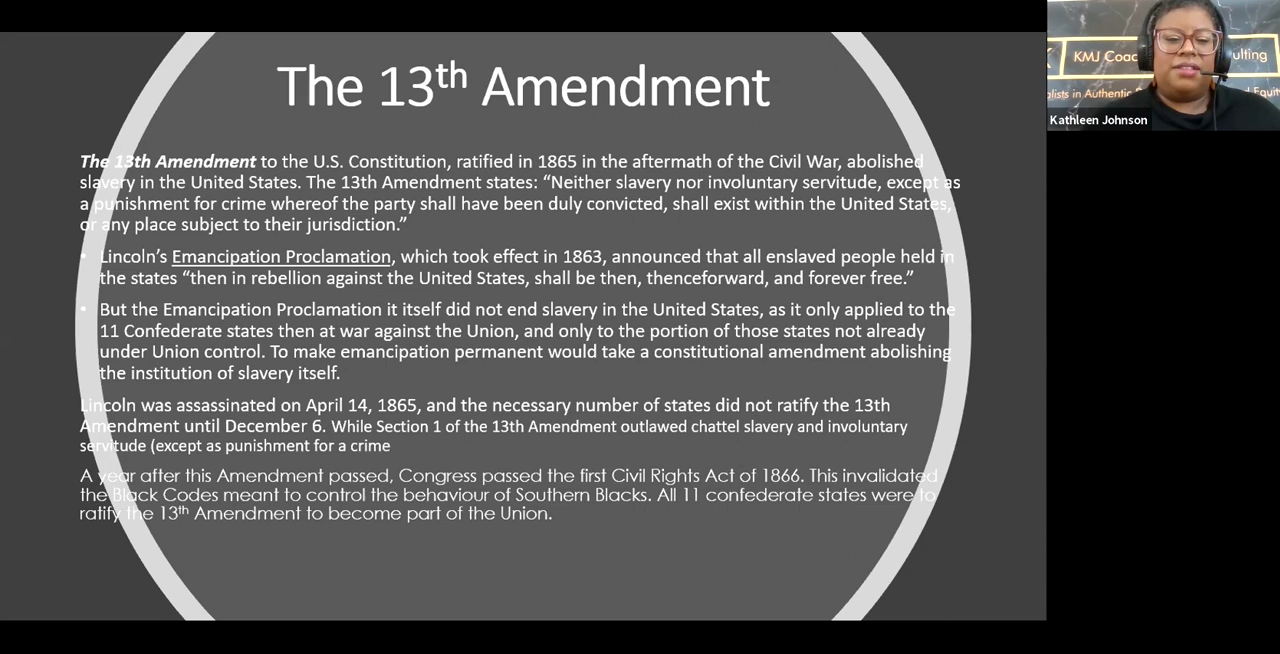 The 13th Amendment
The 13th Amendment to the U.S. Constitution, ratified in 1865 in the aftermath of the Civil War, abolished
slavery in the United States. The 13th Amendment states: “Neither slavery nor involuntary servitude, except as
a punishment for crime whereof the party shall have been duly convicted, shall exist within the United States,
or any place subject to their jurisdiction.”
• Lincoln’s Emancipation Proclamation, which took effect in 1863, announced that all enslaved people held in
the states “then in rebellion against the United States, shall be then, thenceforward, and forever free.”
• But the Emancipation Proclamation it itself did not end slavery in the United States, as it only applied to the
11 Confederate states then at war against the Union, and only to the portion of those states not already
under Union control. To make emancipation permanent would take a constitutional amendment abolishing
the institution of slavery itself.
Lincoln was assassinated on April 14, 1865, and the necessary number of states did not ratify the 13th
Amendment until December 6. While Section 1 of the 13th Amendment outlawed chattel slavery and involuntary
servitude (except as punishment for a crime
A year after this Amendment passed, Congress passed the first Civil Rights Act of 1866. This invalidated
the Black Codes meant to control the behaviour of Southern Blacks. All 11 confederate states were to
ratify the 13th Amendment to become part of the Union.
KMJ Coac ulting
alists in Authentic Equity
Kathleen Johnson